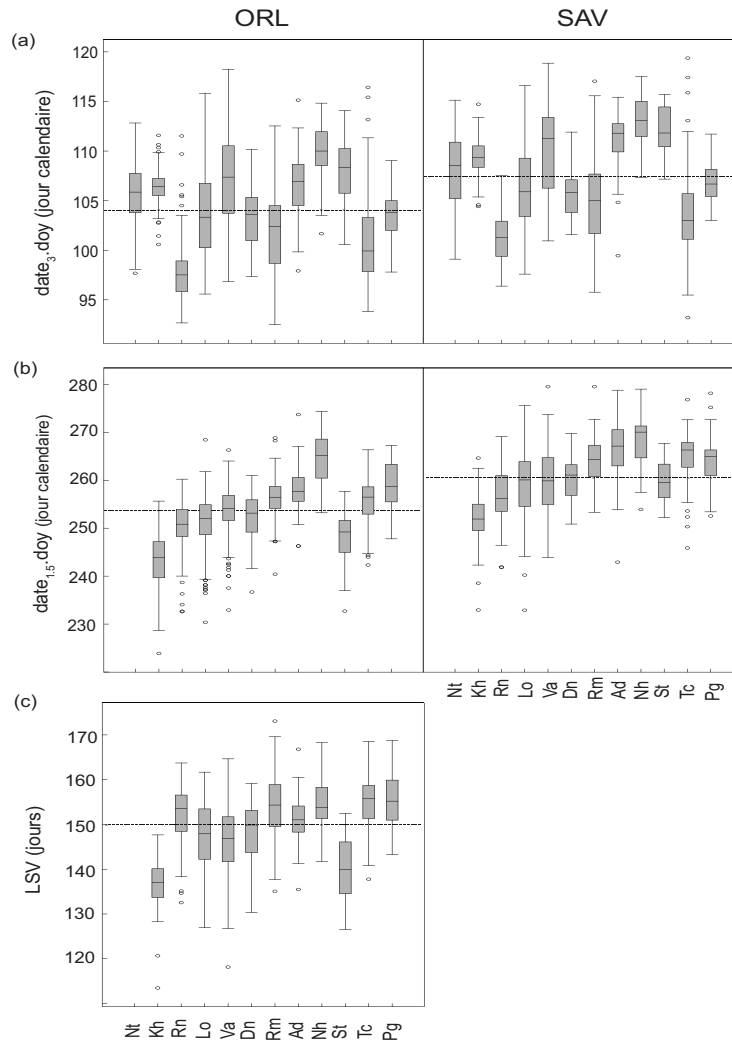 ORL SAV
(a)
120
115
110
105
100
95
date3.doy (jour calendaire)
(b)
280
270
260
250
240
230
date1.5.doy (jour calendaire)
Nt Kh Rn Lo Va Dn Rm Ad Nh St Tc Pg
(c)
170
160
150
140
130
120
LSV (jours)
Nt Kh Rn Lo Va Dn Rm Ad Nh St Tc Pg